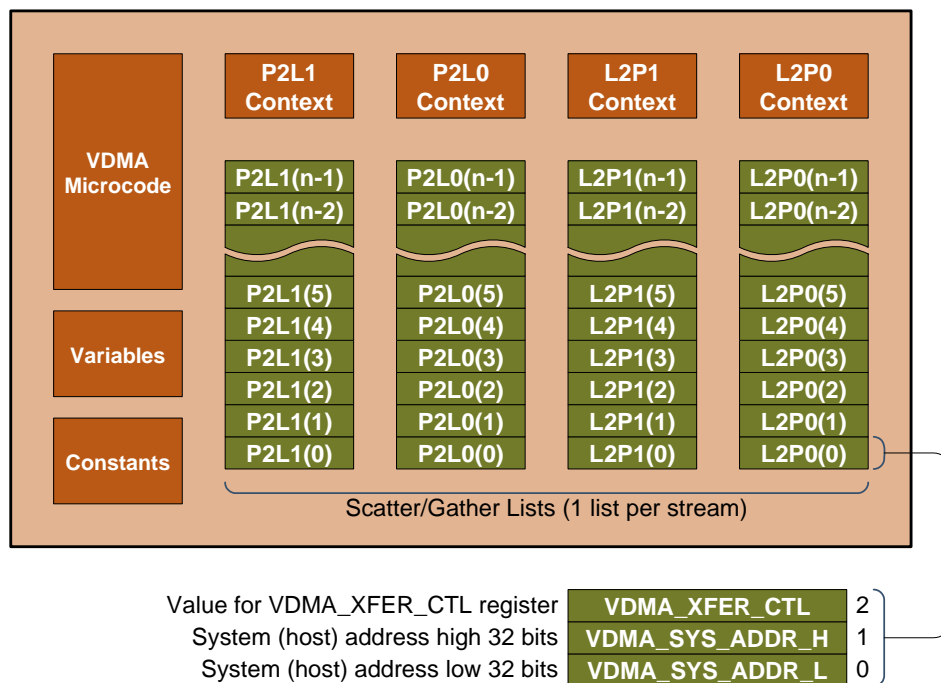 VDMA
Microcode
Variables
Constants
P2L1
Context
P2L0
Context
L2P1
Context
L2P0
Context
P2L1(n-1)
P2L1(n-2)
P2L1(5)
P2L1(4)
P2L1(3)
P2L1(2)
P2L1(1)
P2L1(0)
P2L0(n-1)
P2L0(n-2)
P2L0(5)
P2L0(4)
P2L0(3)
P2L0(2)
P2L0(1)
P2L0(0)
L2P1(n-1)
L2P1(n-2)
L2P1(5)
L2P1(4)
L2P1(3)
L2P1(2)
L2P1(1)
L2P1(0)
L2P0(n-1)
L2P0(n-2)
L2P0(5)
L2P0(4)
L2P0(3)
L2P0(2)
L2P0(1)
L2P0(0)
Scatter/Gather Lists (1 list per stream)
Value for VDMA_XFER_CTL register VDMA_XFER_CTL 2
System (host) address high 32 bits VDMA_SYS_ADDR_H 1
System (host) address low 32 bits VDMA_SYS_ADDR_L 0